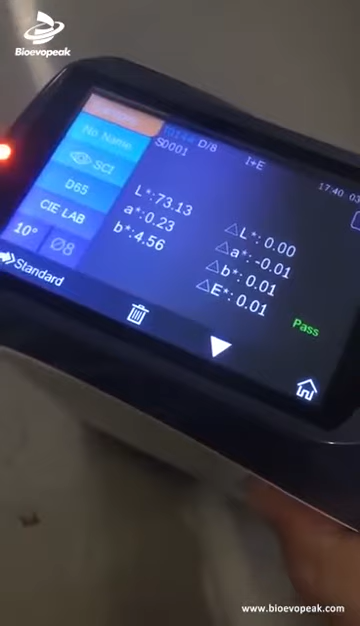 Bioevopeak
No Name
SCI
D65
CIE LAB
10° Ø8
Standard
D/8
S0001
I+E
17:40 03
L*:73.13
a*:0.23
b*:4.56
△L*: 0.00
△a*: -0.01
△b*: 0.01
△E*: 0.01
Pass
www.bioevopeak.com